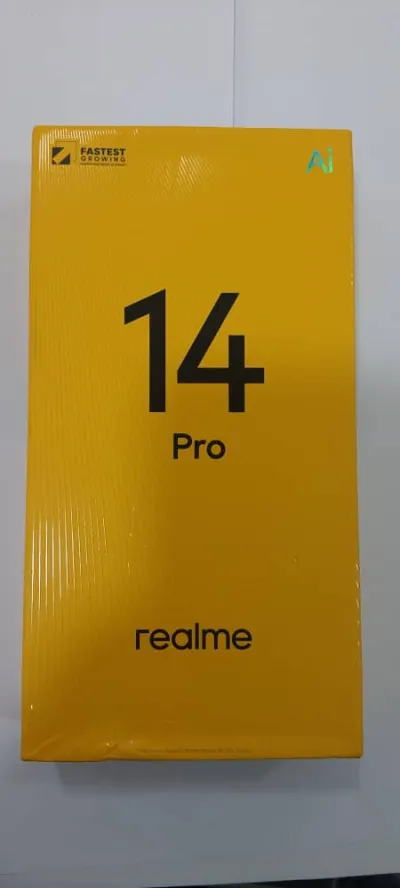 FASTEST
GROWING
Ai
14
Pro
realme